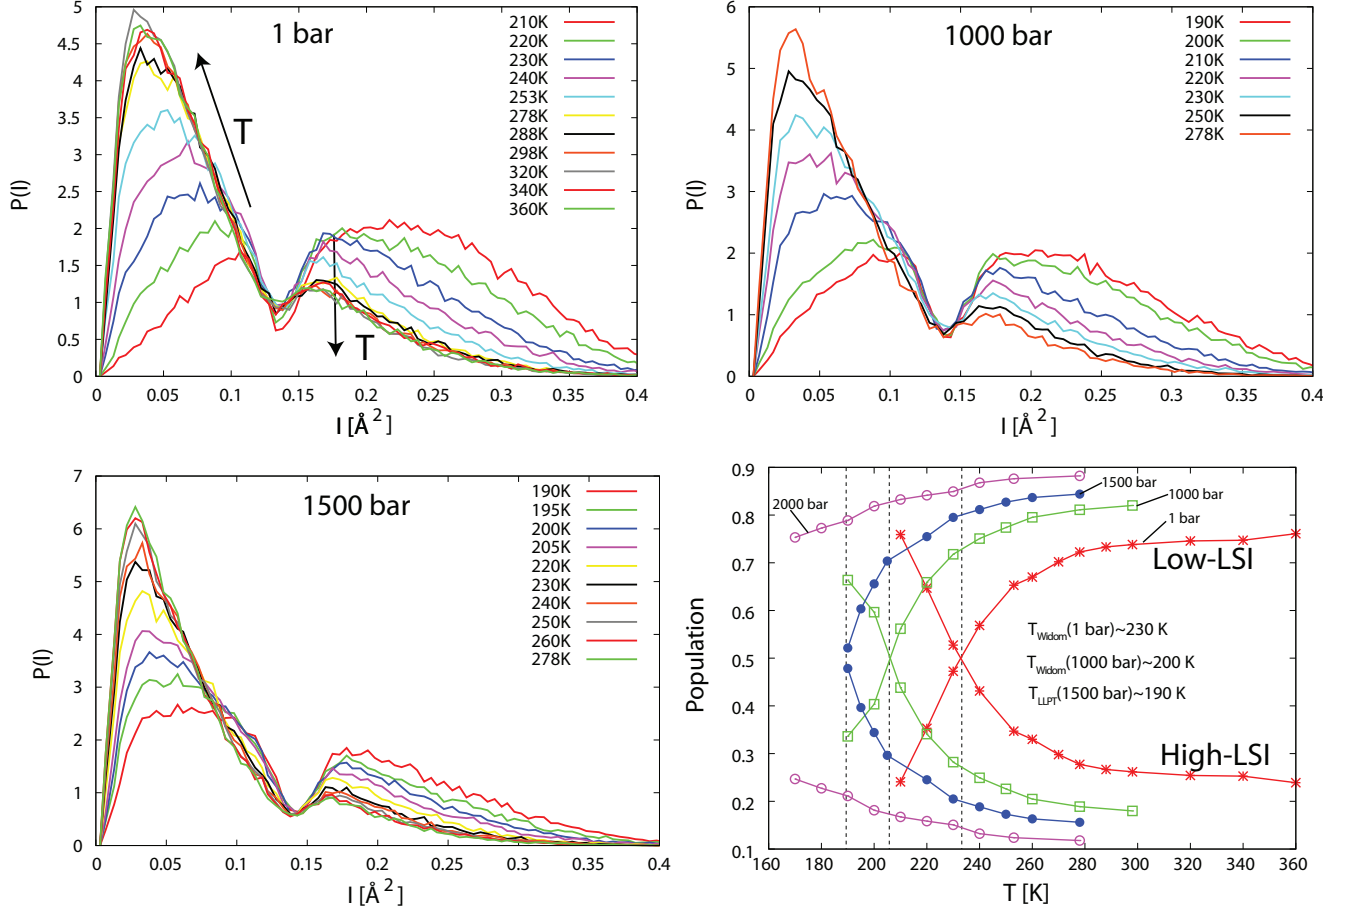 1 bar
5
4.5
4
3.5
3
2.5
2
1.5
1
0.5
0
P(I)
T
T
210K
220K
230K
240K
253K
278K
288K
298K
320K
340K
360K
0 0.05 0.1 0.15 0.2 0.25 0.3 0.35 0.4
I [Å²]
1000 bar
6
5
4
3
2
1
0
P(I)
190K
200K
210K
220K
230K
250K
278K
0 0.05 0.1 0.15 0.2 0.25 0.3 0.35 0.4
I [Å²]
1500 bar
7
6
5
4
3
2
1
0
P(I)
190K
195K
200K
205K
220K
230K
240K
250K
260K
278K
0 0.05 0.1 0.15 0.2 0.25 0.3 0.35 0.4
I [Å²]
0.9
0.8
0.7
0.6
0.5
0.4
0.3
0.2
0.1
Population
2000 bar
1500 bar
1000 bar
1 bar
Low-LSI
T_Widom(1 bar)~230 K
T_Widom(1000 bar)~200 K
T_LLPT(1500 bar)~190 K
High-LSI
160 180 200 220 240 260 280 300 320 340 360
T [K]